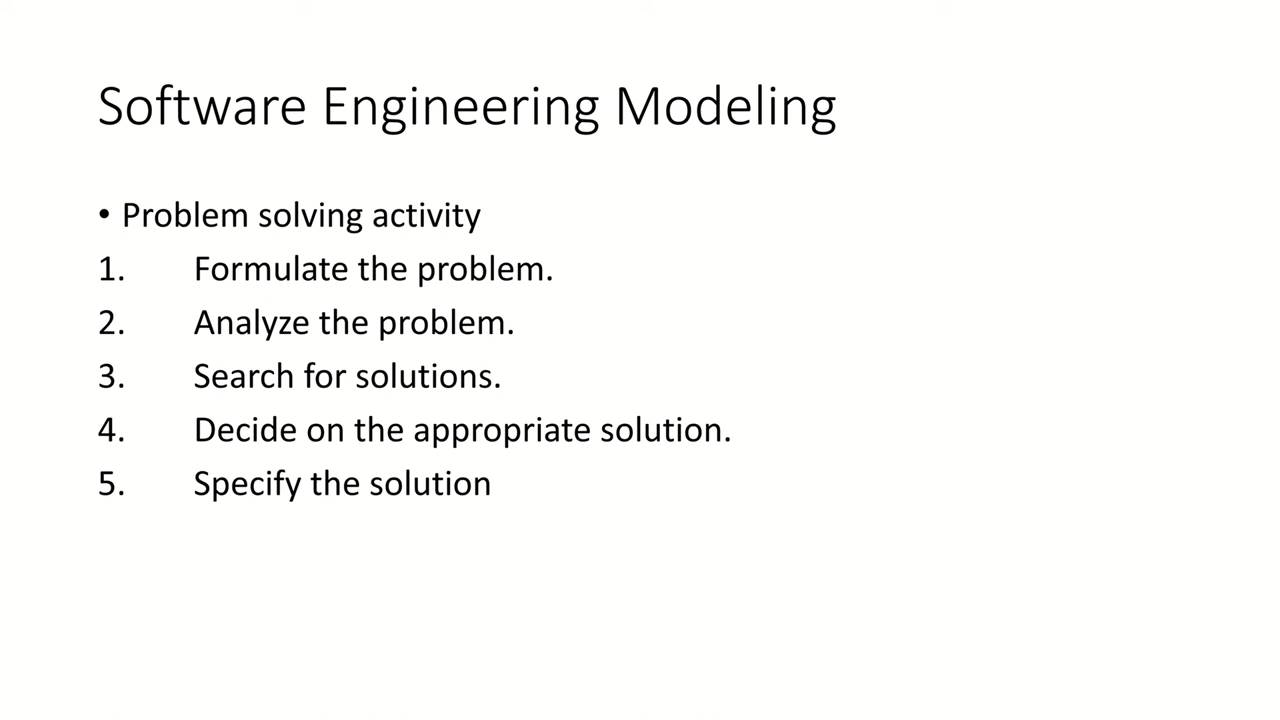 Software Engineering Modeling
• Problem solving activity
1. Formulate the problem.
2. Analyze the problem.
3. Search for solutions.
4. Decide on the appropriate solution.
5. Specify the solution